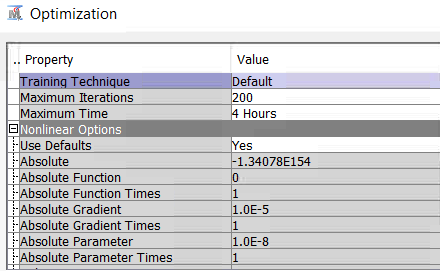 Optimization
.. Property Value
Training Technique Default
Maximum Iterations 200
Maximum Time 4 Hours
Nonlinear Options
Use Defaults Yes
Absolute -1.34078E154
Absolute Function 0
Absolute Function Times 1
Absolute Gradient 1.0E-5
Absolute Gradient Times 1
Absolute Parameter 1.0E-8
Absolute Parameter Times 1